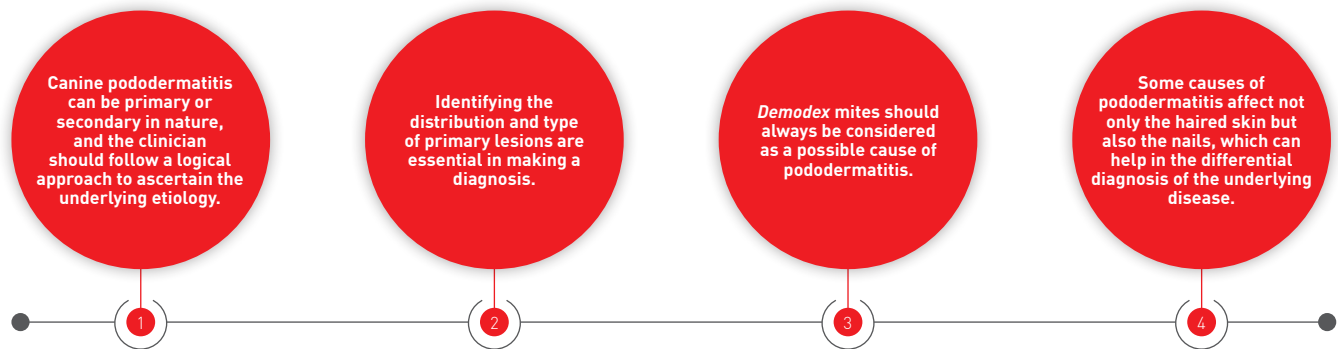 Canine pododermatitis
can be primary or
secondary in nature,
and the clinician
should follow a logical
approach to ascertain the
underlying etiology.
Identifying the
distribution and type
of primary lesions are
essential in making a
diagnosis.
Demodex mites should
always be considered
as a possible cause of
pododermatitis.
Some causes of
pododermatitis affect not
only the haired skin but
also the nails, which can
help in the differential
diagnosis of the underlying
disease.
1
2
3
4